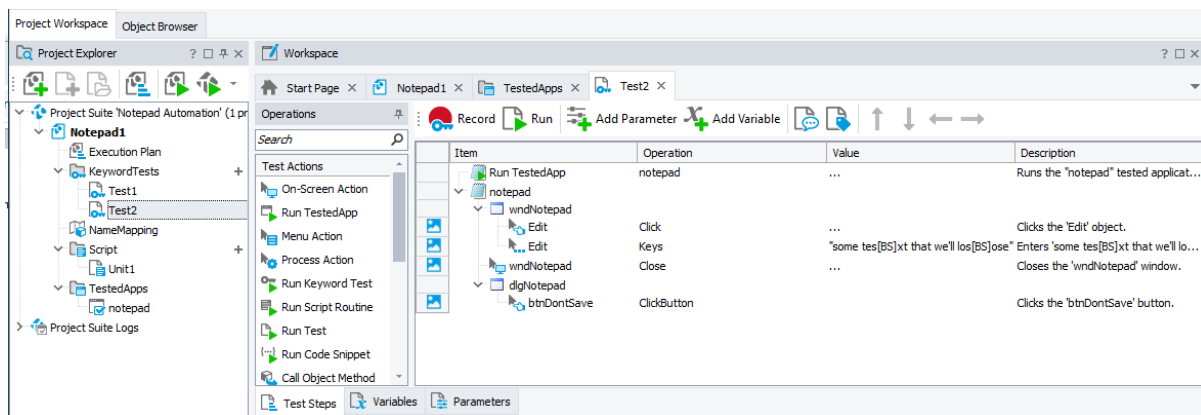 Project Workspace Object Browser
Project Explorer ? Workspace ?
Start Page Notepad1 TestedApps Test2
Project Suite 'Notepad Automation' (1 pr
Notepad1
Execution Plan
KeywordTests +
Test1
Test2
NameMapping
Script +
Unit1
TestedApps
notepad
Project Suite Logs
Operations
Search
Test Actions
On-Screen Action
Run TestedApp
Menu Action
Process Action
Run Keyword Test
Run Script Routine
Run Test
Run Code Snippet
Call Object Method
Record Run Add Parameter Add Variable
Item Operation Value Description
Run TestedApp notepad ... Runs the "notepad" tested applicat...
notepad
wndNotepad
Edit Click ... Clicks the 'Edit' object.
Edit Keys "some tes[BS]xt that we'll los[BS]ose" Enters 'some tes[BS]xt that we'll lo...
wndNotepad Close ... Closes the 'wndNotepad' window.
dlgNotepad
btnDontSave ClickButton Clicks the 'btnDontSave' button.
Test Steps Variables Parameters